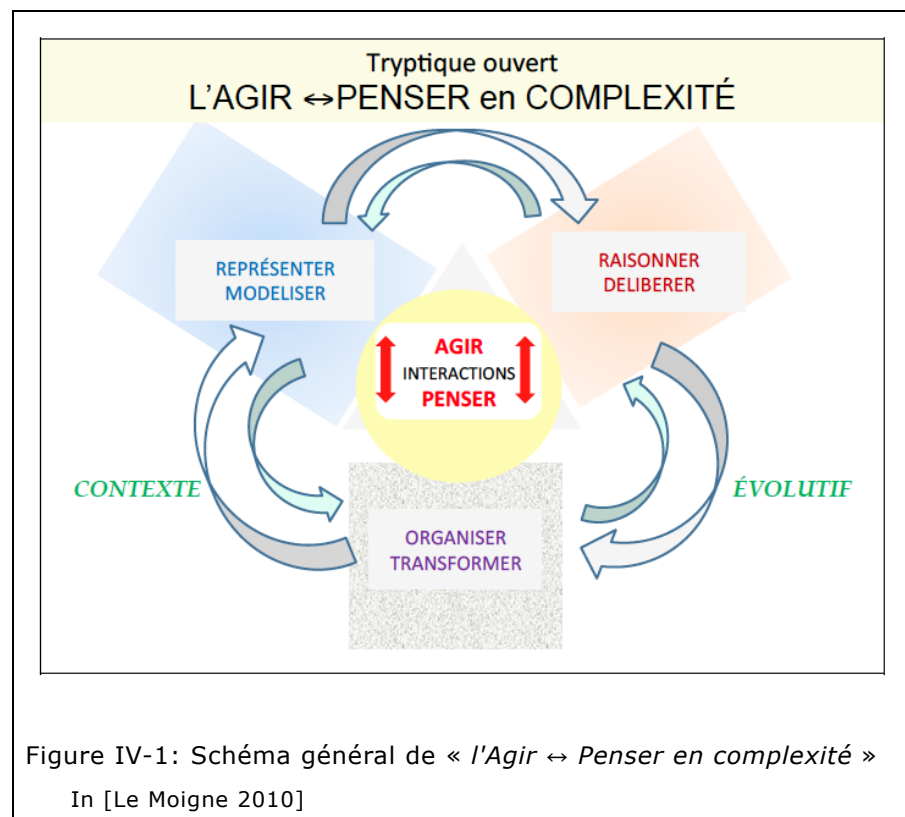 Tryptique ouvert
L'AGIR ↔PENSER en COMPLEXITÉ
REPRÉSENTER
MODELISER
RAISONNER
DELIBERER
AGIR
INTERACTIONS
PENSER
CONTEXTE
ÉVOLUTIF
ORGANISER
TRANSFORMER
Figure IV-1: Schéma général de « l'Agir ↔ Penser en complexité »
In [Le Moigne 2010]